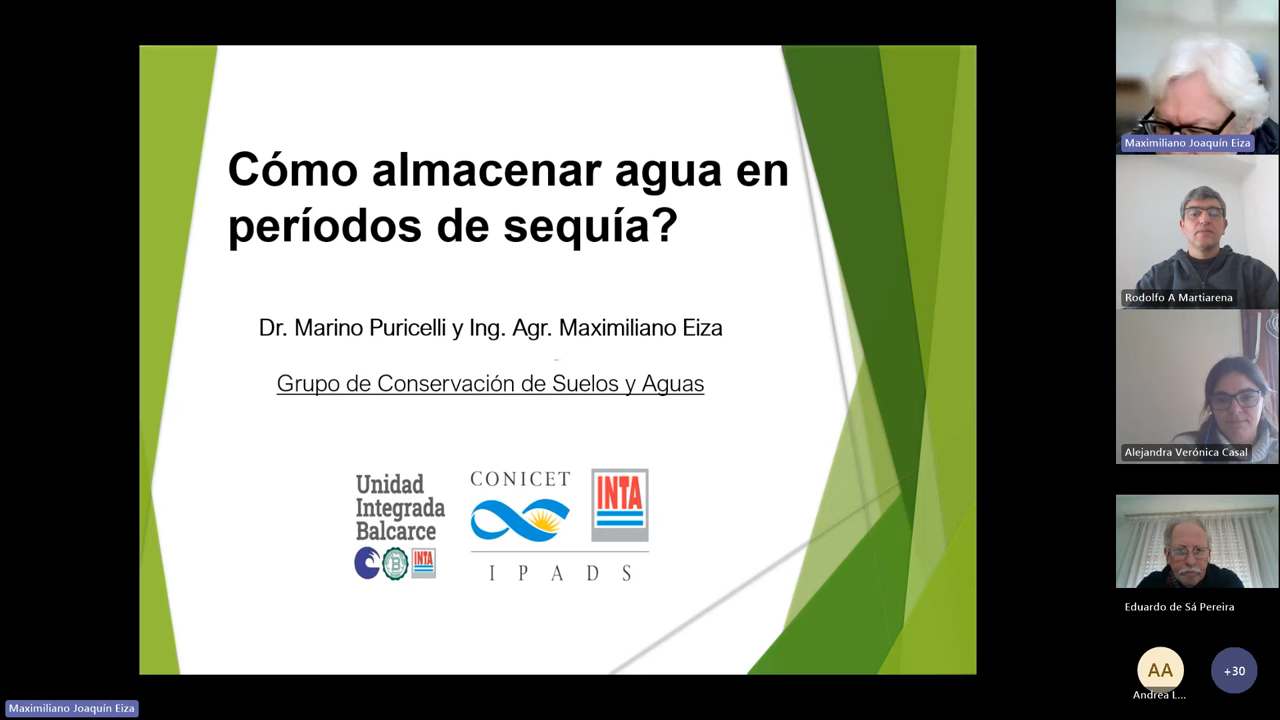 Cómo almacenar agua en
períodos de sequía?
Dr. Marino Puricelli y Ing. Agr. Maximiliano Eiza
Grupo de Conservación de Suelos y Aguas
Unidad
Integrada
Balcarce
INTA
CONICET
INTA
IPADS
Maximiliano Joaquín Eiza
Rodolfo A Martiarena
Alejandra Verónica Casal
Eduardo de Sá Pereira
AA
Andrea L...
+30
Maximiliano Joaquín Eiza